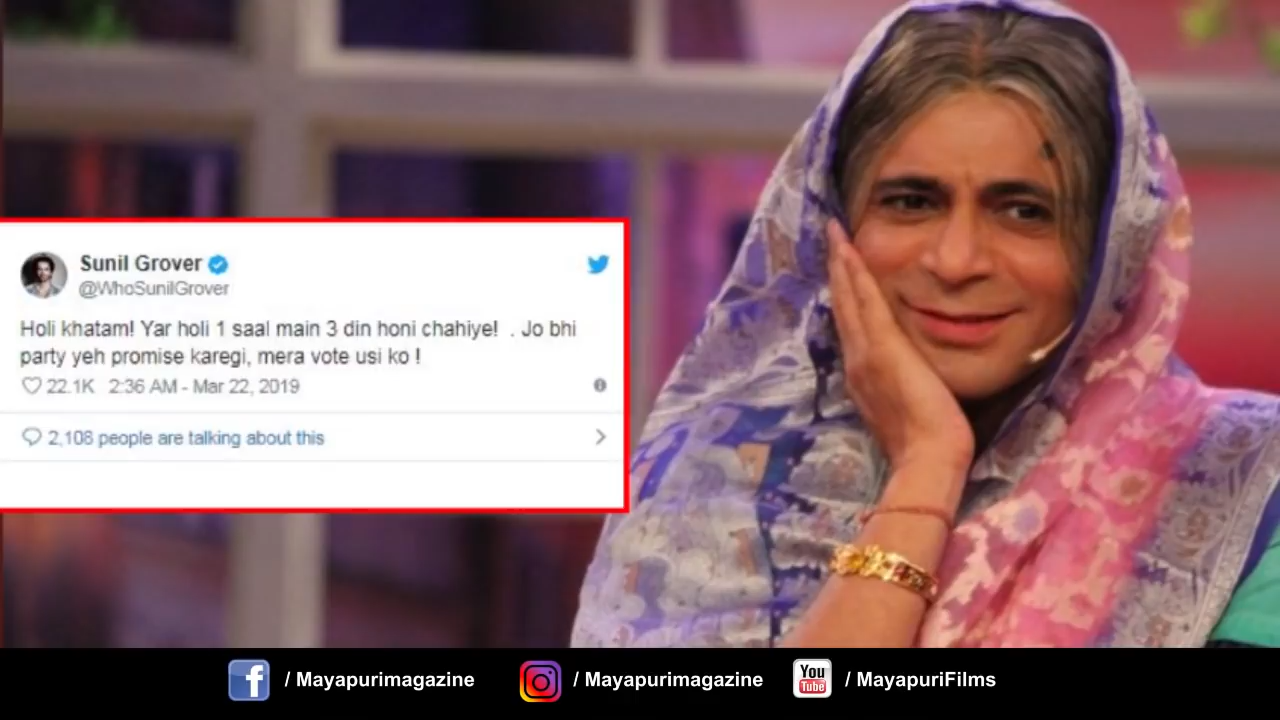 Sunil Grover
@WhoSunilGrover
Holi khatam! Yar holi 1 saal main 3 din honi chahiye!  . Jo bhi
party yeh promise karegi, mera vote usi ko !
22.1K 2:36 AM - Mar 22, 2019
2,108 people are talking about this
f / Mayapurimagazine / Mayapurimagazine You Tube / MayapuriFilms